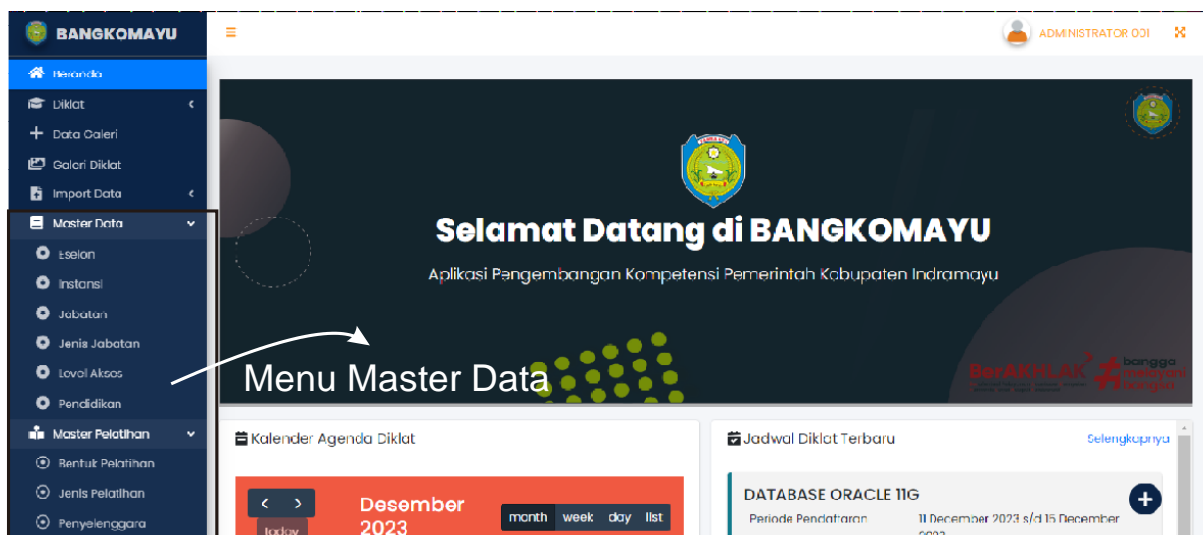 BANGKOMAYU
ADMINISTRATOR 001
Beranda
Diklat
Data Galeri
Galeri Diklat
Import Data
Master Data
Eselon
Instansi
Jabatan
Jenis Jabatan
Level Akses
Pendidikan
Master Pelatihan
Bentuk Pelatihan
Jenis Pelatihan
Penyelenggara
Selamat Datang di BANGKOMAYU
Aplikasi Pengembangan Kompetensi Pemerintah Kabupaten Indramayu
Menu Master Data
BerAKHLAK
bangga
melayani
bangsa
Kalender Agenda Diklat
Desember
2023
today
month week day list
Jadwal Diklat Terbaru
Selengkapnya
DATABASE ORACLE 11G
Periode Pendaftaran
11 December 2023 s/d 15 December
2023